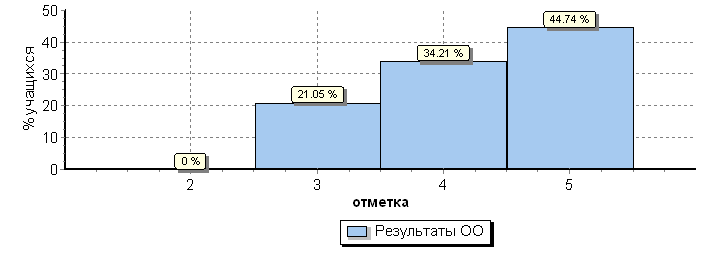 50
44.74 %
40
34.21 %
30
21.05 %
20
10
0 %
0
% учащихся
2 3 4 5
отметка
Результаты ОО